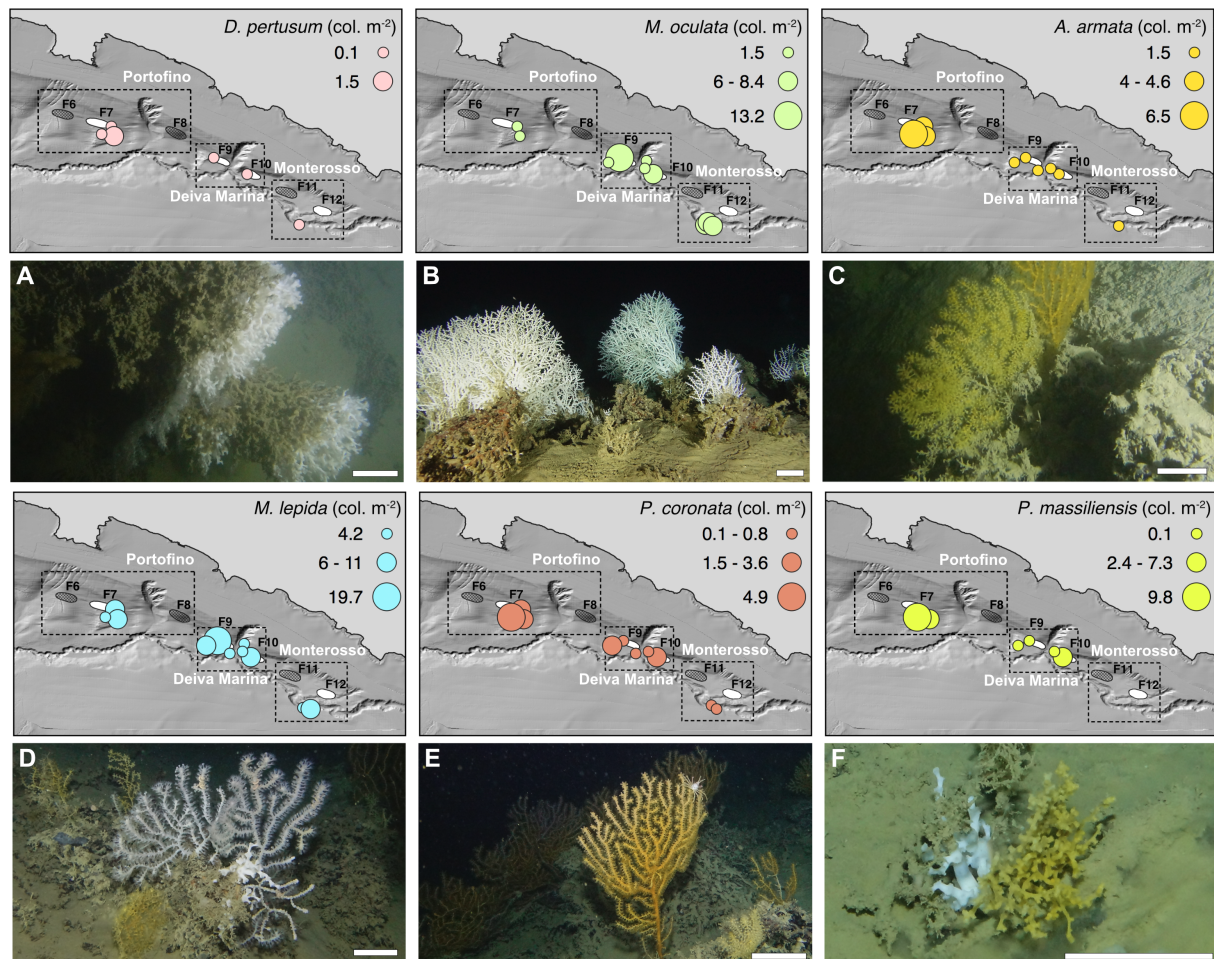 D. pertusum (col. m-2)
0.1
1.5
Portofino
F6
F7
F8
F9
F10
Monterosso
Deiva Marina
F11
F12
M. oculata (col. m-2)
1.5
6 - 8.4
13.2
Portofino
F6
F7
F8
F9
F10
Monterosso
Deiva Marina
F11
F12
A. armata (col. m-2)
1.5
4 - 4.6
6.5
Portofino
F6
F7
F8
F9
F10
Monterosso
Deiva Marina
F11
F12
A
B
C
M. lepida (col. m-2)
4.2
6 - 11
19.7
Portofino
F6
F7
F8
F9
F10
Monterosso
Deiva Marina
F11
F12
P. coronata (col. m-2)
0.1 - 0.8
1.5 - 3.6
4.9
Portofino
F6
F7
F8
F9
F10
Monterosso
Deiva Marina
F11
F12
P. massiliensis (col. m-2)
0.1
2.4 - 7.3
9.8
Portofino
F6
F7
F8
F9
F10
Monterosso
Deiva Marina
F11
F12
D
E
F